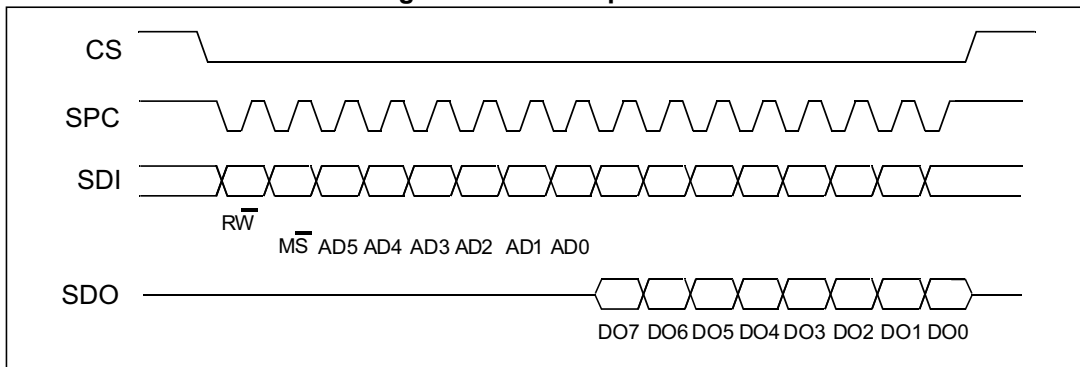 CS
SPC
SDI
RW̅
MS̅ AD5 AD4 AD3 AD2 AD1 AD0
SDO
DO7 DO6 DO5 DO4 DO3 DO2 DO1 DO0